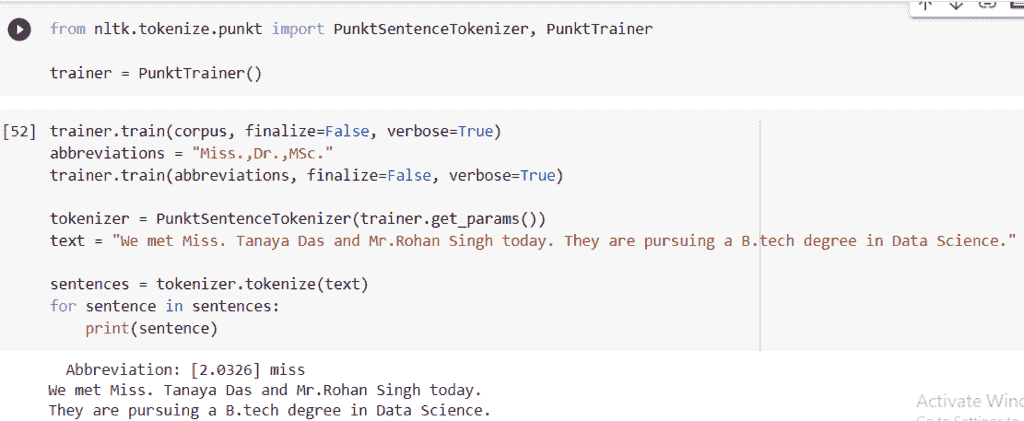 from nltk.tokenize.punkt import PunktSentenceTokenizer, PunktTrainer
trainer = PunktTrainer()
[52] trainer.train(corpus, finalize=False, verbose=True)
abbreviations = "Miss.,Dr.,MSc."
trainer.train(abbreviations, finalize=False, verbose=True)
tokenizer = PunktSentenceTokenizer(trainer.get_params())
text = "We met Miss. Tanaya Das and Mr.Rohan Singh today. They are pursuing a B.tech degree in Data Science."
sentences = tokenizer.tokenize(text)
for sentence in sentences:
    print(sentence)
Abbreviation: [2.0326] miss
We met Miss. Tanaya Das and Mr.Rohan Singh today.
They are pursuing a B.tech degree in Data Science.
Activate Winc